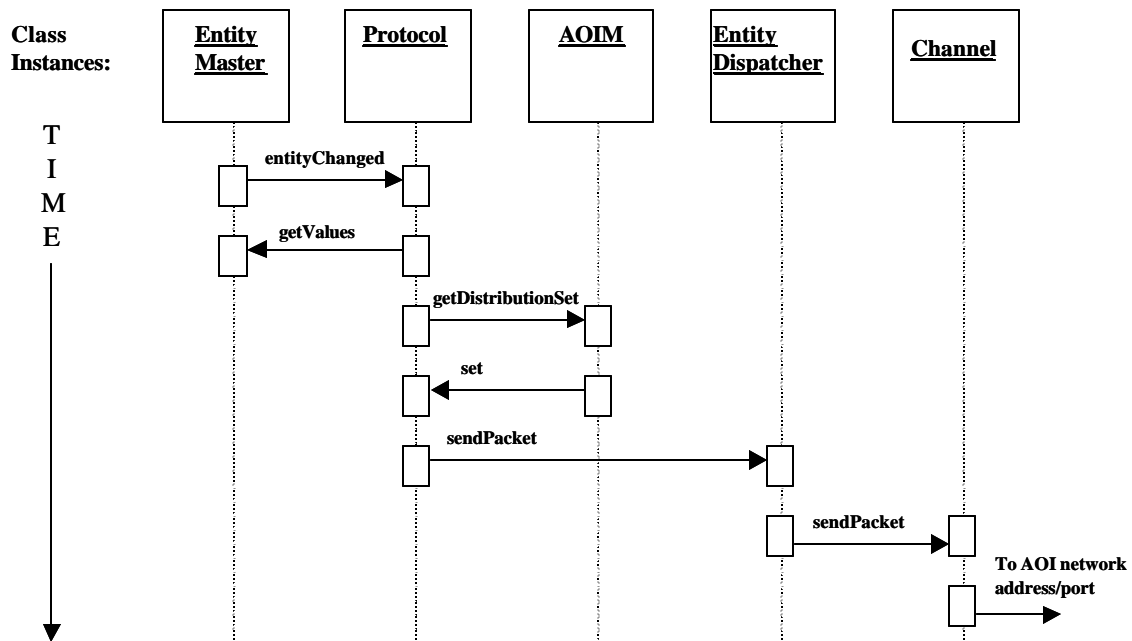 Class
Instances:
Entity
Master
Protocol
AOIM
Entity
Dispatcher
Channel
T
I
M
E
entityChanged
getValues
getDistributionSet
set
sendPacket
sendPacket
To AOI network
address/port